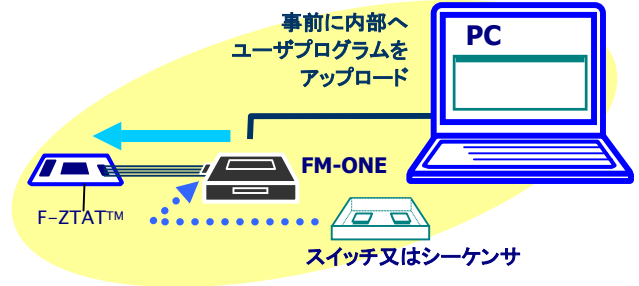 事前に内部へ
ユーザプログラムを
アップロード
PC
FM-ONE
F-ZTAT™
スイッチ又はシーケンサ